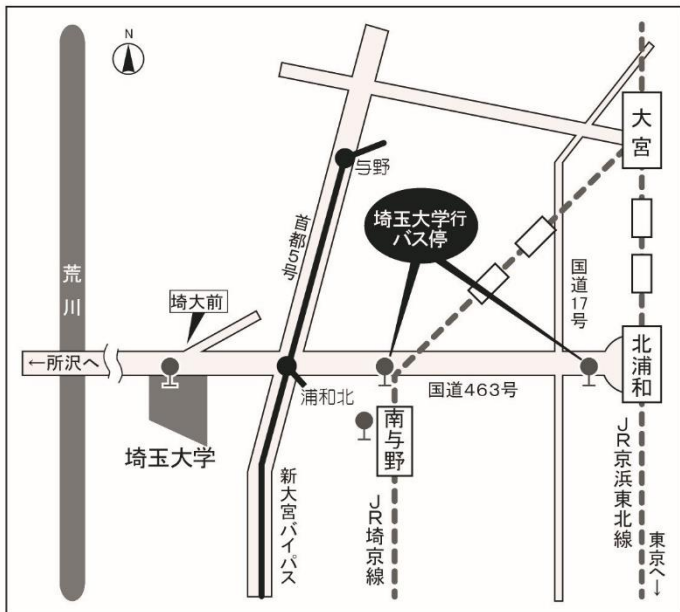 N
大宮
与野
埼玉大学行
バス停
首都5号
国道17号
荒川
埼大前
←所沢へ
北浦和
浦和北
国道463号
南与野
埼玉大学
新大宮バイパス
JR埼京線
JR京浜東北線
東京へ→